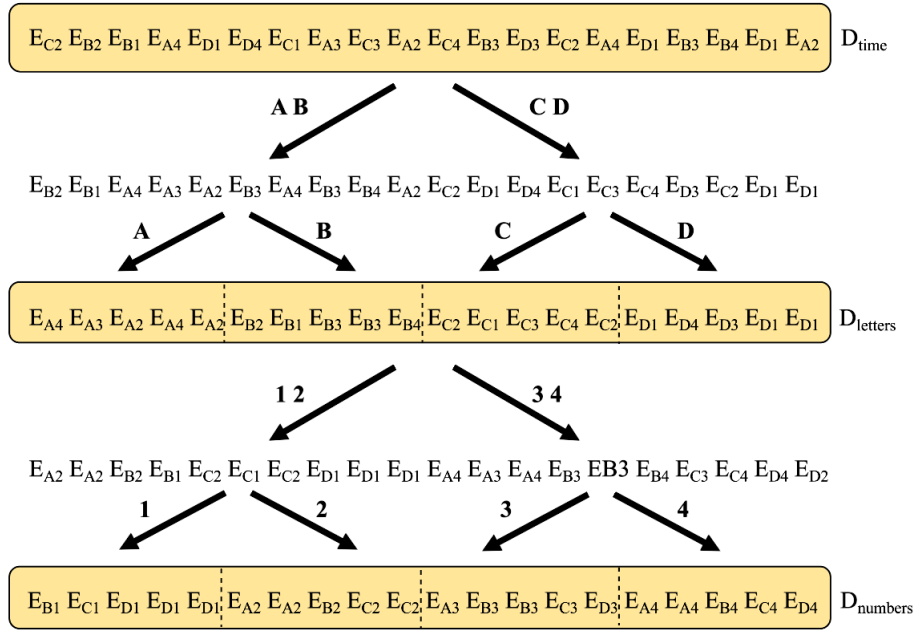 E_C2 E_B2 E_B1 E_A4 E_D1 E_D4 E_C1 E_A3 E_C3 E_A2 E_C4 E_B3 E_D3 E_C2 E_A4 E_D1 E_B3 E_B4 E_D1 E_A2 D_time
A B C D
E_B2 E_B1 E_A4 E_A3 E_A2 E_B3 E_A4 E_B3 E_B4 E_A2 E_C2 E_D1 E_D4 E_C1 E_C3 E_C4 E_D3 E_C2 E_D1 E_D1
A B C D
E_A4 E_A3 E_A2 E_A4 E_A2 E_B2 E_B1 E_B3 E_B3 E_B4 E_C2 E_C1 E_C3 E_C4 E_C2 E_D1 E_D4 E_D3 E_D1 E_D1 D_letters
1 2 3 4
E_A2 E_A2 E_B2 E_B1 E_C2 E_C1 E_C2 E_D1 E_D1 E_D1 E_A4 E_A3 E_A4 E_B3 EB3 E_B4 E_C3 E_C4 E_D4 E_D2
1 2 3 4
E_B1 E_C1 E_D1 E_D1 E_D1 E_A2 E_A2 E_B2 E_C2 E_C2 E_A3 E_B3 E_B3 E_C3 E_D3 E_A4 E_A4 E_B4 E_C4 E_D4 D_numbers